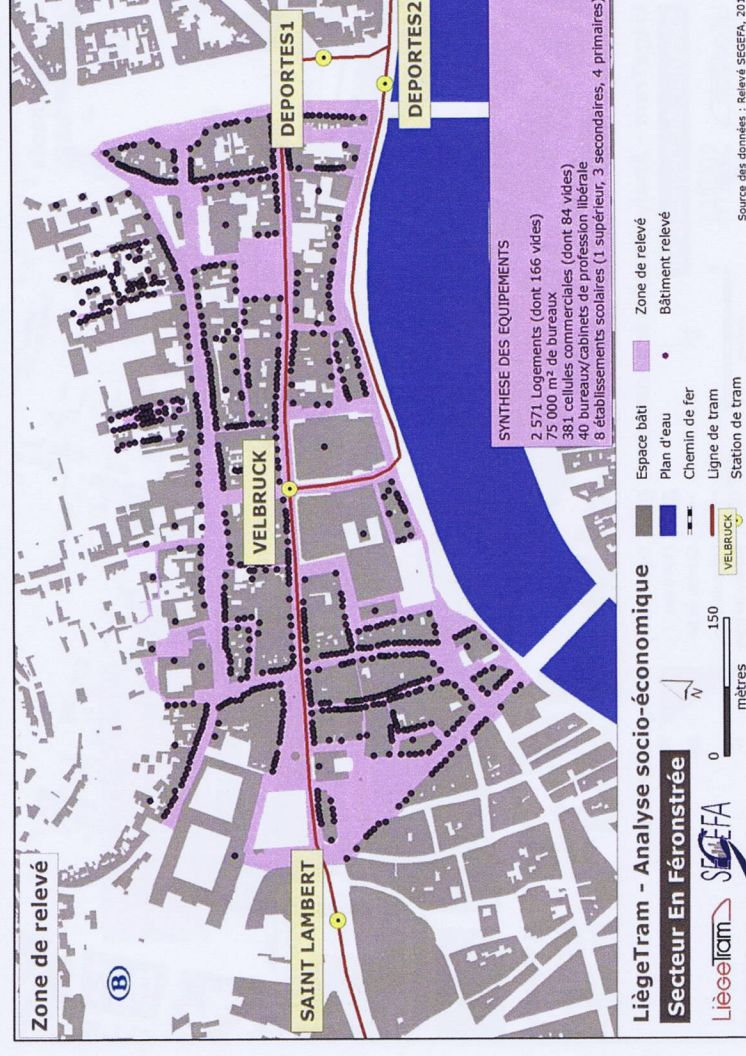 Zone de relevé
B
SAINT LAMBERT
VELBRUCK
DEPORTES1
DEPORTES2
SYNTHESE DES EQUIPEMENTS
2 571 Logements (dont 166 vides)
75 000 m² de bureaux
381 cellules commerciales (dont 84 vides)
40 bureaux/cabinets de profession libérale
8 établissements scolaires (1 supérieur, 3 secondaires, 4 primaires)
LiègeTram - Analyse socio-économique
Secteur En Féronstrée
N
0 150
mètres
LiègeTram
SEGEFA
Espace bâti
Plan d'eau
Chemin de fer
Ligne de tram
VELBRUCK
Station de tram
Zone de relevé
Bâtiment relevé
Source des données : Relevé SEGEFA,